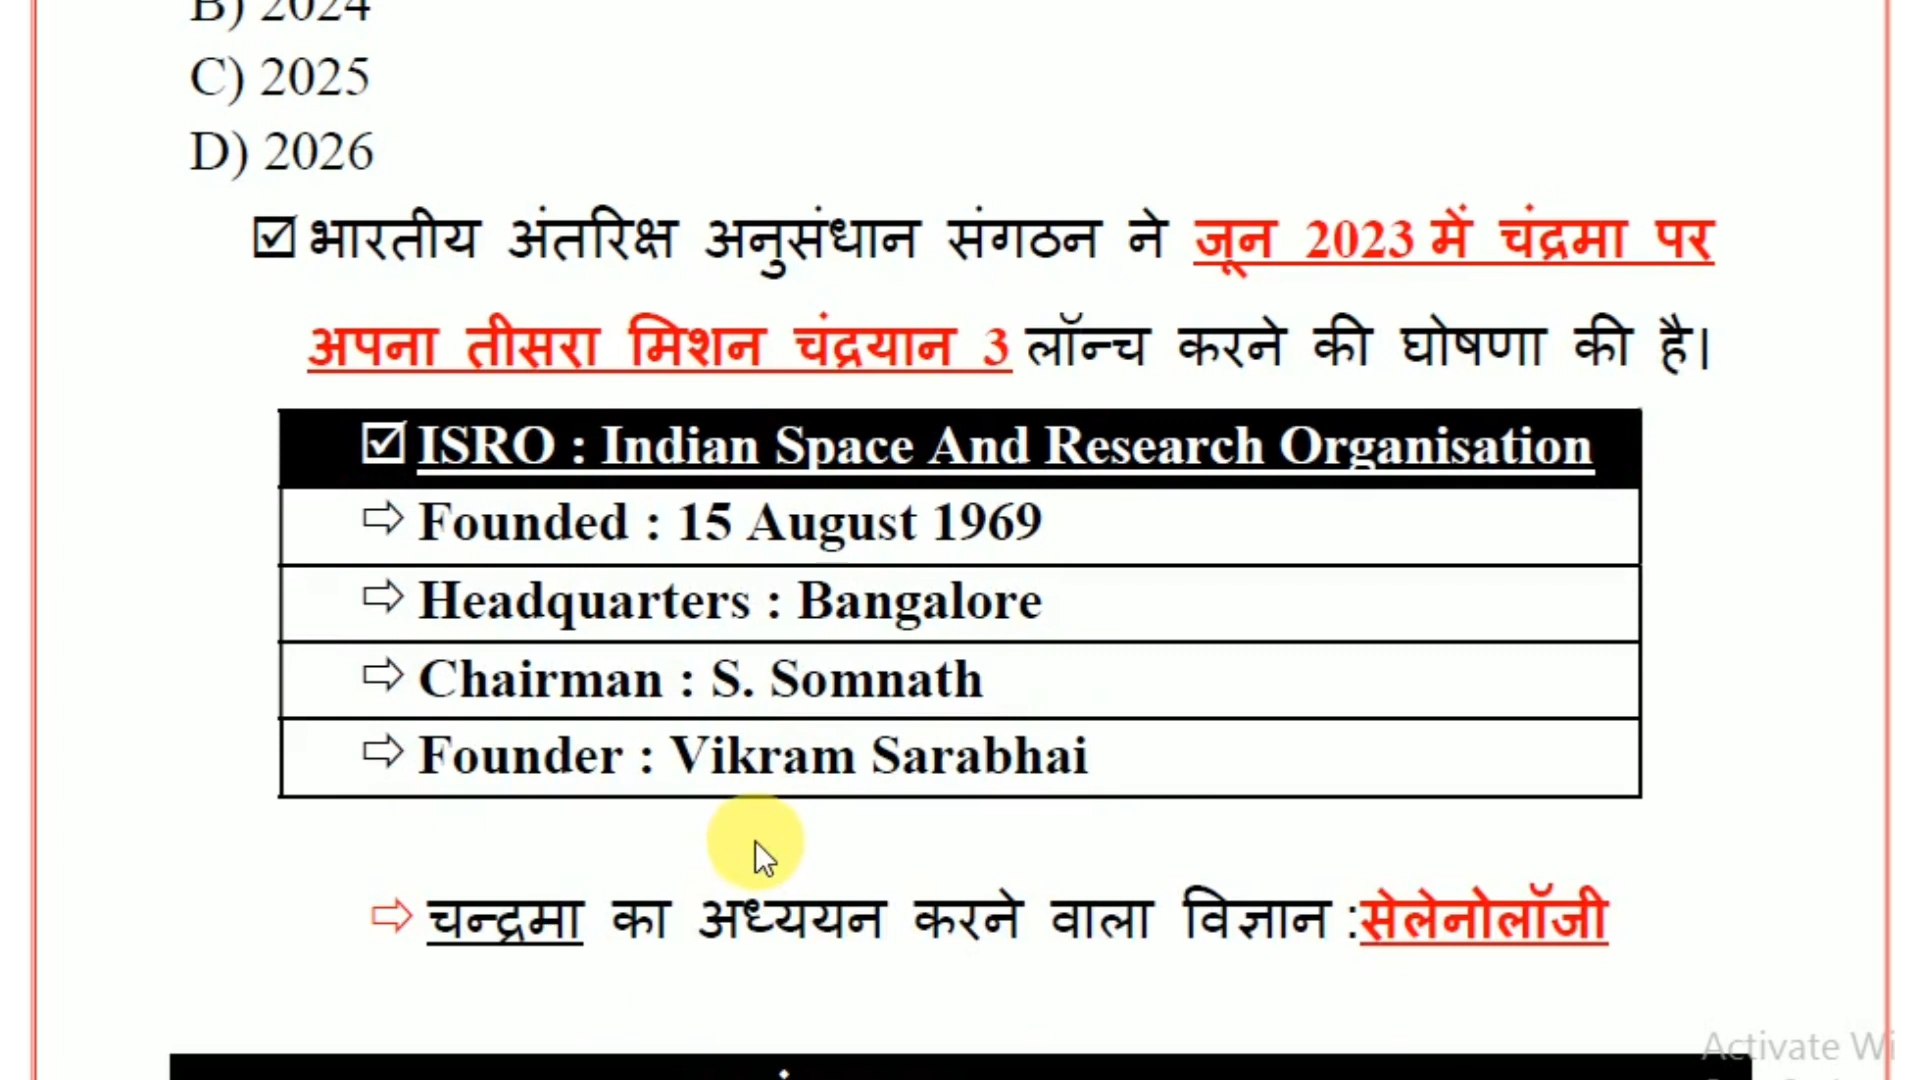 B) 2024
C) 2025
D) 2026
☑ भारतीय अंतरिक्ष अनुसंधान संगठन ने जून 2023 में चंद्रमा पर
अपना तीसरा मिशन चंद्रयान 3 लॉन्च करने की घोषणा की है।
☑ ISRO : Indian Space And Research Organisation
⇨ Founded : 15 August 1969
⇨ Headquarters : Bangalore
⇨ Chairman : S. Somnath
⇨ Founder : Vikram Sarabhai
⇨ चन्द्रमा का अध्ययन करने वाला विज्ञान :सेलेनोलॉजी
Activate Wi